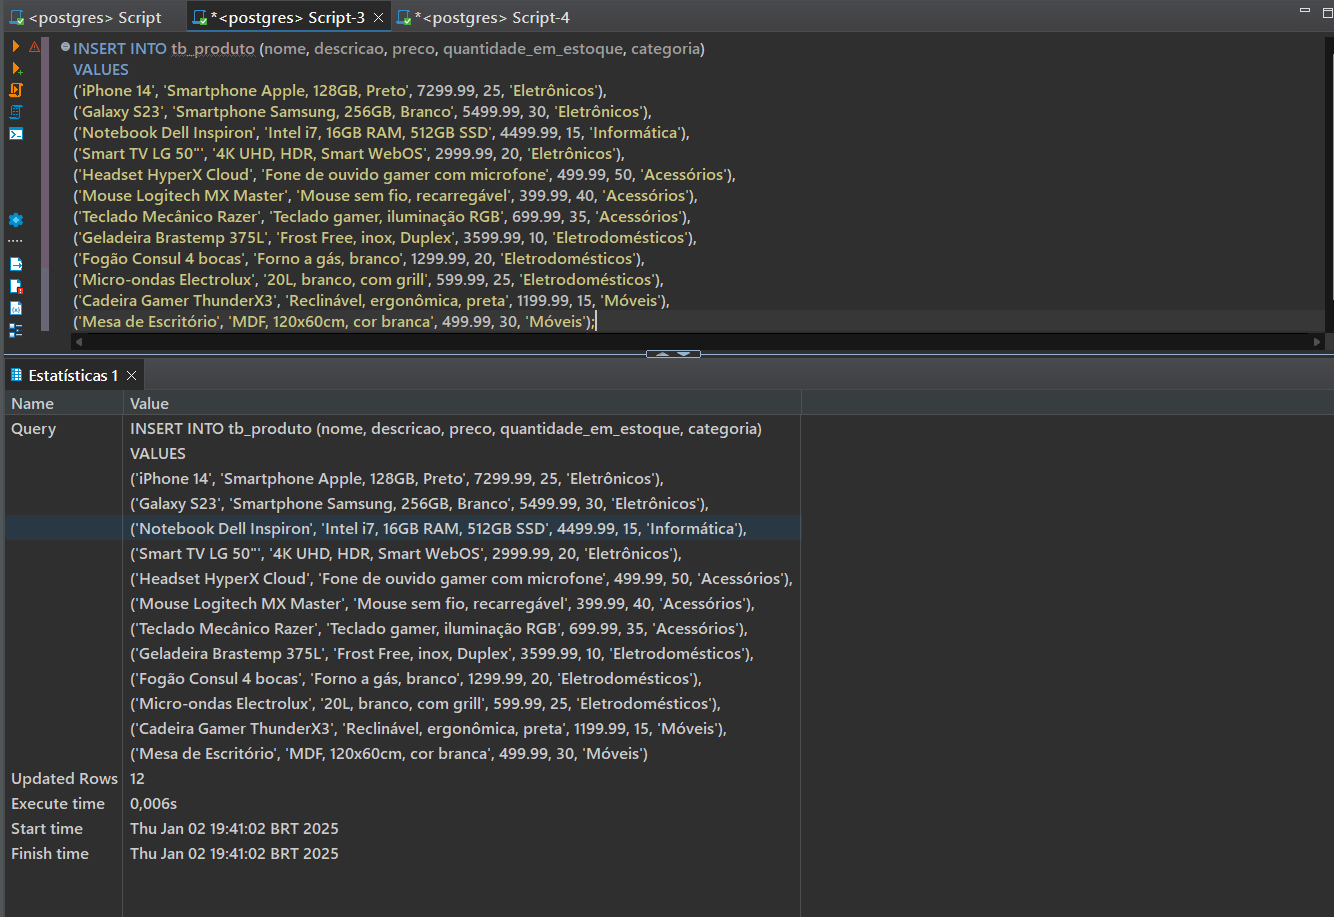 <postgres> Script *<postgres> Script-3 *<postgres> Script-4
INSERT INTO tb_produto (nome, descricao, preco, quantidade_em_estoque, categoria)
VALUES
('iPhone 14', 'Smartphone Apple, 128GB, Preto', 7299.99, 25, 'Eletrônicos'),
('Galaxy S23', 'Smartphone Samsung, 256GB, Branco', 5499.99, 30, 'Eletrônicos'),
('Notebook Dell Inspiron', 'Intel i7, 16GB RAM, 512GB SSD', 4499.99, 15, 'Informática'),
('Smart TV LG 50"', '4K UHD, HDR, Smart WebOS', 2999.99, 20, 'Eletrônicos'),
('Headset HyperX Cloud', 'Fone de ouvido gamer com microfone', 499.99, 50, 'Acessórios'),
('Mouse Logitech MX Master', 'Mouse sem fio, recarregável', 399.99, 40, 'Acessórios'),
('Teclado Mecânico Razer', 'Teclado gamer, iluminação RGB', 699.99, 35, 'Acessórios'),
('Geladeira Brastemp 375L', 'Frost Free, inox, Duplex', 3599.99, 10, 'Eletrodomésticos'),
('Fogão Consul 4 bocas', 'Forno a gás, branco', 1299.99, 20, 'Eletrodomésticos'),
('Micro-ondas Electrolux', '20L, branco, com grill', 599.99, 25, 'Eletrodomésticos'),
('Cadeira Gamer ThunderX3', 'Reclinável, ergonômica, preta', 1199.99, 15, 'Móveis'),
('Mesa de Escritório', 'MDF, 120x60cm, cor branca', 499.99, 30, 'Móveis');
Estatísticas 1
Name Value
Query INSERT INTO tb_produto (nome, descricao, preco, quantidade_em_estoque, categoria)
VALUES
('iPhone 14', 'Smartphone Apple, 128GB, Preto', 7299.99, 25, 'Eletrônicos'),
('Galaxy S23', 'Smartphone Samsung, 256GB, Branco', 5499.99, 30, 'Eletrônicos'),
('Notebook Dell Inspiron', 'Intel i7, 16GB RAM, 512GB SSD', 4499.99, 15, 'Informática'),
('Smart TV LG 50"', '4K UHD, HDR, Smart WebOS', 2999.99, 20, 'Eletrônicos'),
('Headset HyperX Cloud', 'Fone de ouvido gamer com microfone', 499.99, 50, 'Acessórios'),
('Mouse Logitech MX Master', 'Mouse sem fio, recarregável', 399.99, 40, 'Acessórios'),
('Teclado Mecânico Razer', 'Teclado gamer, iluminação RGB', 699.99, 35, 'Acessórios'),
('Geladeira Brastemp 375L', 'Frost Free, inox, Duplex', 3599.99, 10, 'Eletrodomésticos'),
('Fogão Consul 4 bocas', 'Forno a gás, branco', 1299.99, 20, 'Eletrodomésticos'),
('Micro-ondas Electrolux', '20L, branco, com grill', 599.99, 25, 'Eletrodomésticos'),
('Cadeira Gamer ThunderX3', 'Reclinável, ergonômica, preta', 1199.99, 15, 'Móveis'),
('Mesa de Escritório', 'MDF, 120x60cm, cor branca', 499.99, 30, 'Móveis')
Updated Rows 12
Execute time 0,006s
Start time Thu Jan 02 19:41:02 BRT 2025
Finish time Thu Jan 02 19:41:02 BRT 2025